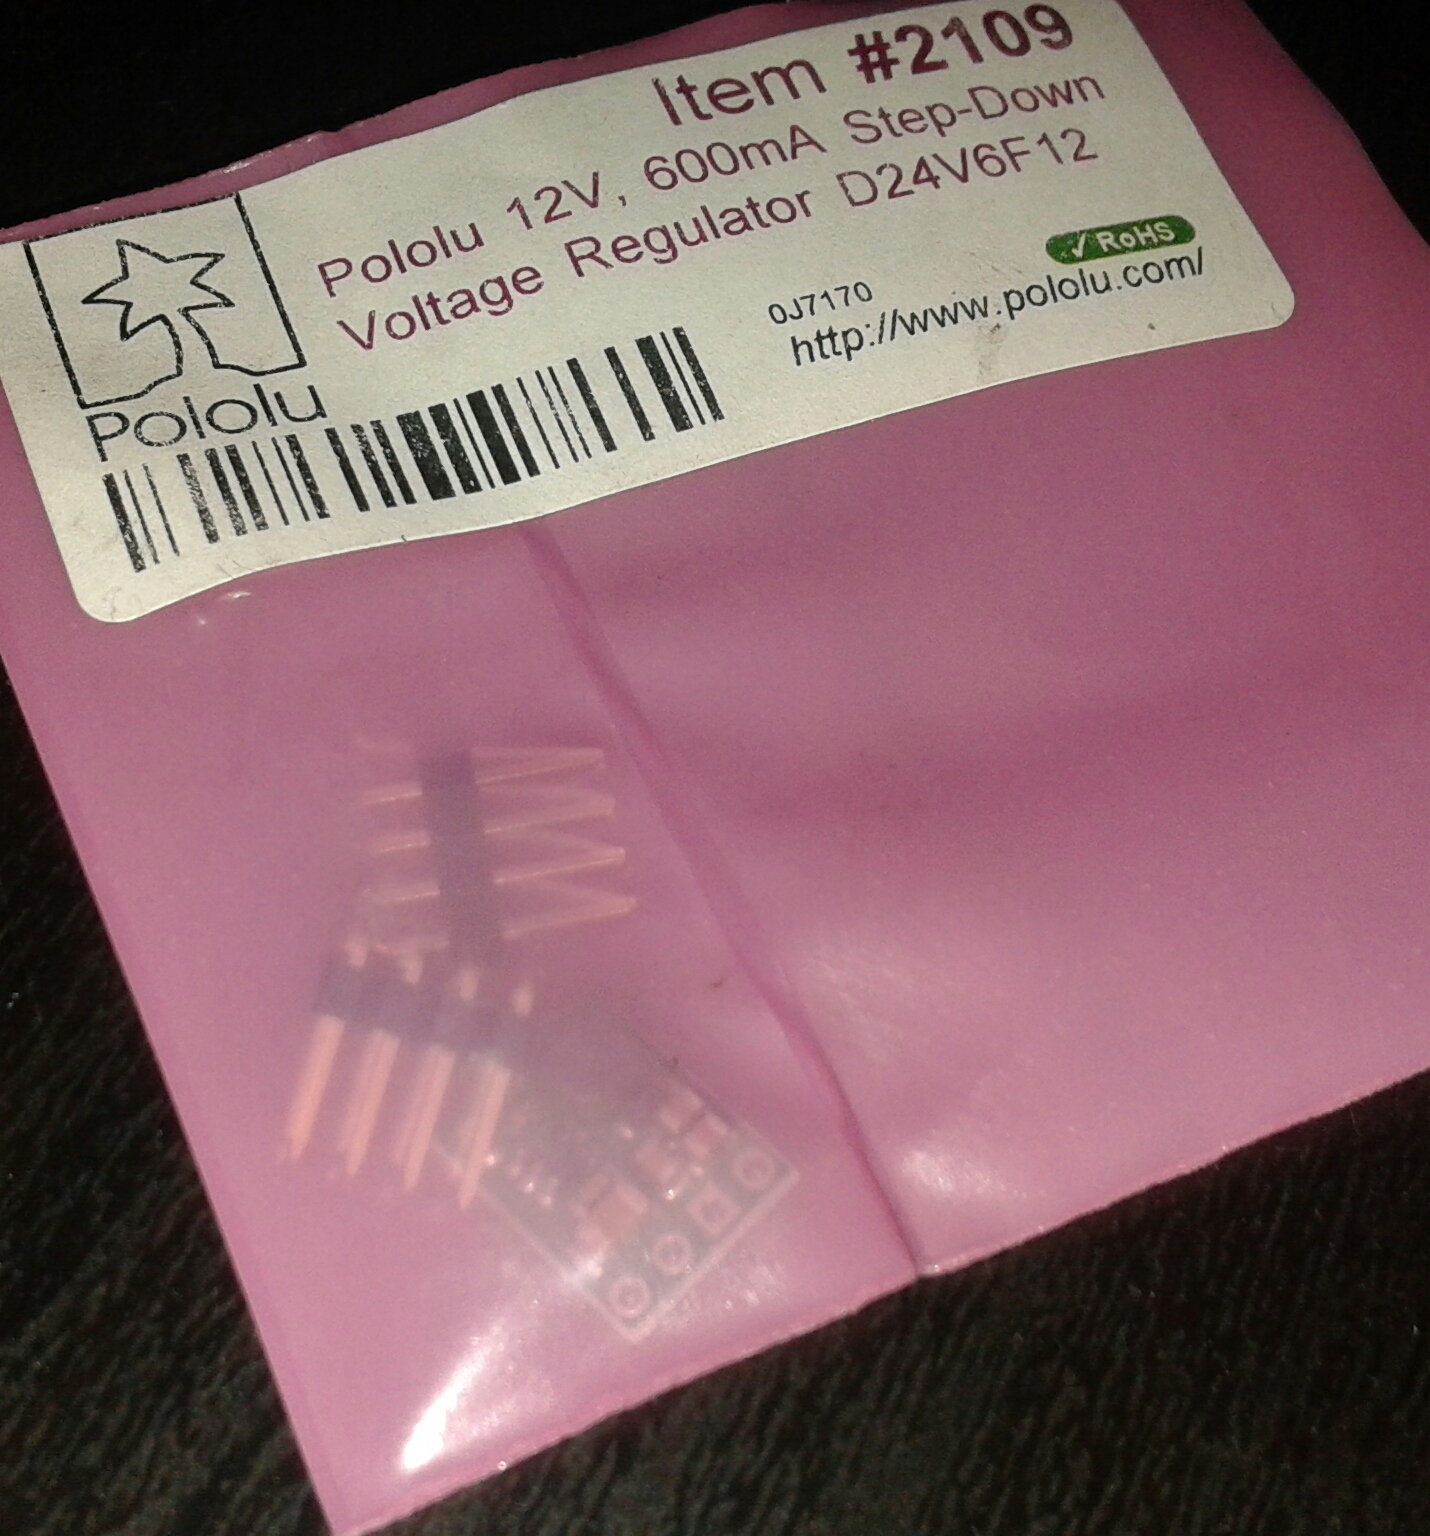 Item #2109
Pololu 12V, 600mA Step-Down
Voltage Regulator D24V6F12
RoHS
0J7170
http://www.pololu.com/
Pololu